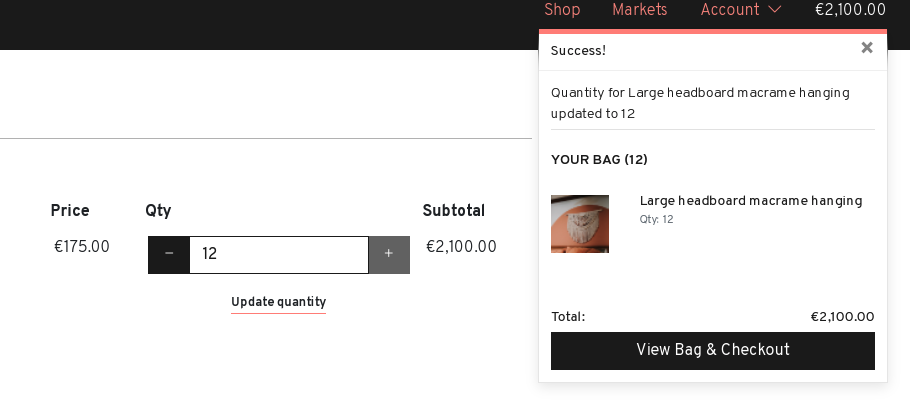 Shop Markets Account €2,100.00
Success! ×
Quantity for Large headboard macrame hanging
updated to 12
YOUR BAG (12)
Large headboard macrame hanging
Qty: 12
Total: €2,100.00
View Bag & Checkout
Price Qty Subtotal
€175.00 − 12 + €2,100.00
Update quantity